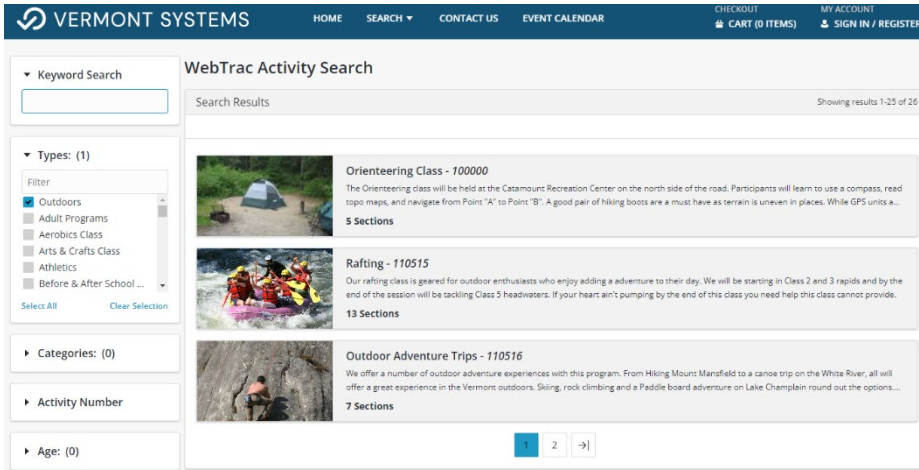 VERMONT SYSTEMS
HOME
SEARCH
CONTACT US
EVENT CALENDAR
CHECKOUT
CART (0 ITEMS)
MY ACCOUNT
SIGN IN / REGISTER
Keyword Search
Types: (1)
Filter
Outdoors
Adult Programs
Aerobics Class
Arts & Crafts Class
Athletics
Before & After School ...
Select All
Clear Selection
Categories: (0)
Activity Number
Age: (0)
WebTrac Activity Search
Search Results
Showing results 1-25 of 26
Orienteering Class - 100000
The Orienteering class will be held at the Catamount Recreation Center on the north side of the road. Participants will learn to use a compass, read
topo maps, and navigate from Point "A" to Point "B". A good pair of hiking boots are a must have as terrain is uneven in places. While GPS units a...
5 Sections
Rafting - 110515
Our rafting class is geared for outdoor enthusiasts who enjoy adding a adventure to their day. We will be starting in Class 2 and 3 rapids and by the
end of the session will be tackling Class 5 headwaters. If your heart ain't pumping by the end of this class you need help this class cannot provide.
13 Sections
Outdoor Adventure Trips - 110516
We offer a number of outdoor adventure experiences with this program. From Hiking Mount Mansfield to a canoe trip on the White River, all will
offer a great experience in the Vermont outdoors. Skiing, rock climbing and a Paddle board adventure on Lake Champlain round out the options....
7 Sections
1
2